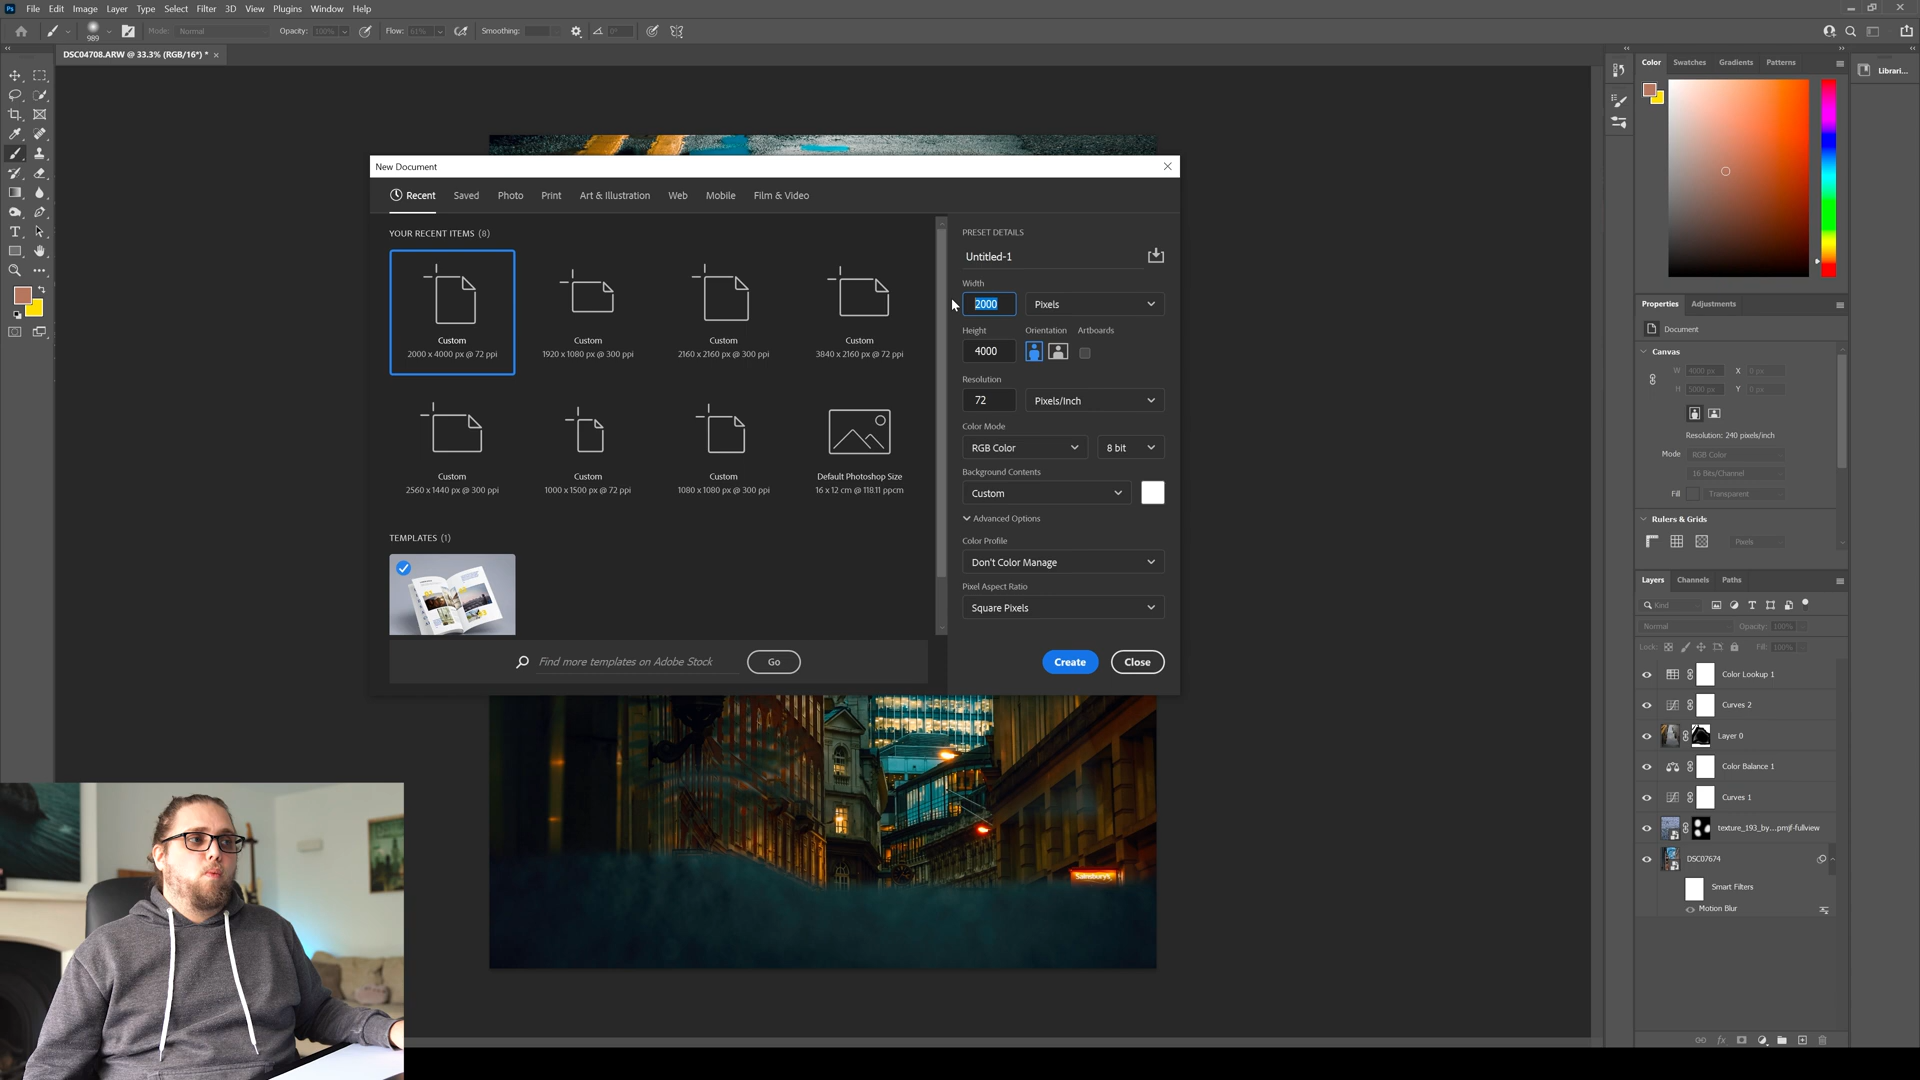 Ps File Edit Image Layer Type Select Filter 3D View Plugins Window Help
989 Mode: Normal Opacity: 100% Flow: 61% Smoothing: 0°
DSC04708.ARW @ 33.3% (RGB/16*) * ×
New Document
Recent Saved Photo Print Art & Illustration Web Mobile Film & Video
YOUR RECENT ITEMS (8)
Custom Custom Custom Custom
2000 x 4000 px @ 72 ppi 1920 x 1080 px @ 300 ppi 2160 x 2160 px @ 300 ppi 3840 x 2160 px @ 72 ppi
Custom Custom Custom Default Photoshop Size
2560 x 1440 px @ 300 ppi 1000 x 1500 px @ 72 ppi 1080 x 1080 px @ 300 ppi 16 x 12 cm @ 118.11 ppcm
TEMPLATES (1)
Find more templates on Adobe Stock Go
PRESET DETAILS
Untitled-1
Width
2000 Pixels
Height Orientation Artboards
4000
Resolution
72 Pixels/Inch
Color Mode
RGB Color 8 bit
Background Contents
Custom
Advanced Options
Color Profile
Don't Color Manage
Pixel Aspect Ratio
Square Pixels
Create Close
Sainsbury's
Color Swatches Gradients Patterns
Librari...
Properties Adjustments
Document
Canvas
W 4000 px X 0 px
H 5000 px Y 0 px
Resolution: 240 pixels/inch
Mode RGB Color
16 Bits/Channel
Fill Transparent
Rulers & Grids
Pixels
Layers Channels Paths
Kind
Normal Opacity: 100%
Lock: Fill: 100%
Color Lookup 1
Curves 2
Layer 0
Color Balance 1
Curves 1
texture_193_by...pmjf-fullview
DSC07674
Smart Filters
Motion Blur
fx